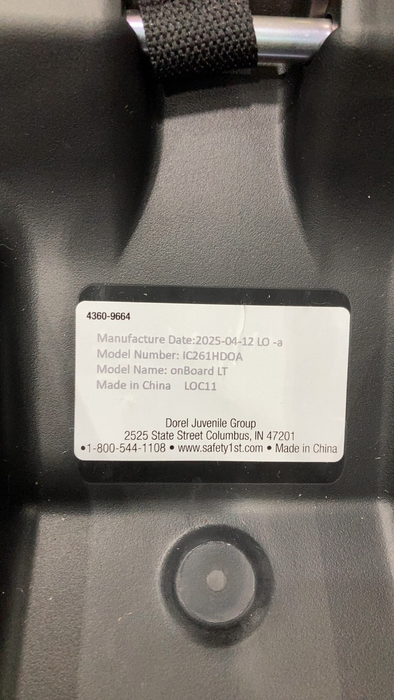 4360-9664
Manufacture Date:2025-04-12 LO -a
Model Number: IC261HDOA
Model Name: onBoard LT
Made in China LOC11
Dorel Juvenile Group
2525 State Street Columbus, IN 47201
•1-800-544-1108 • www.safety1st.com • Made in China